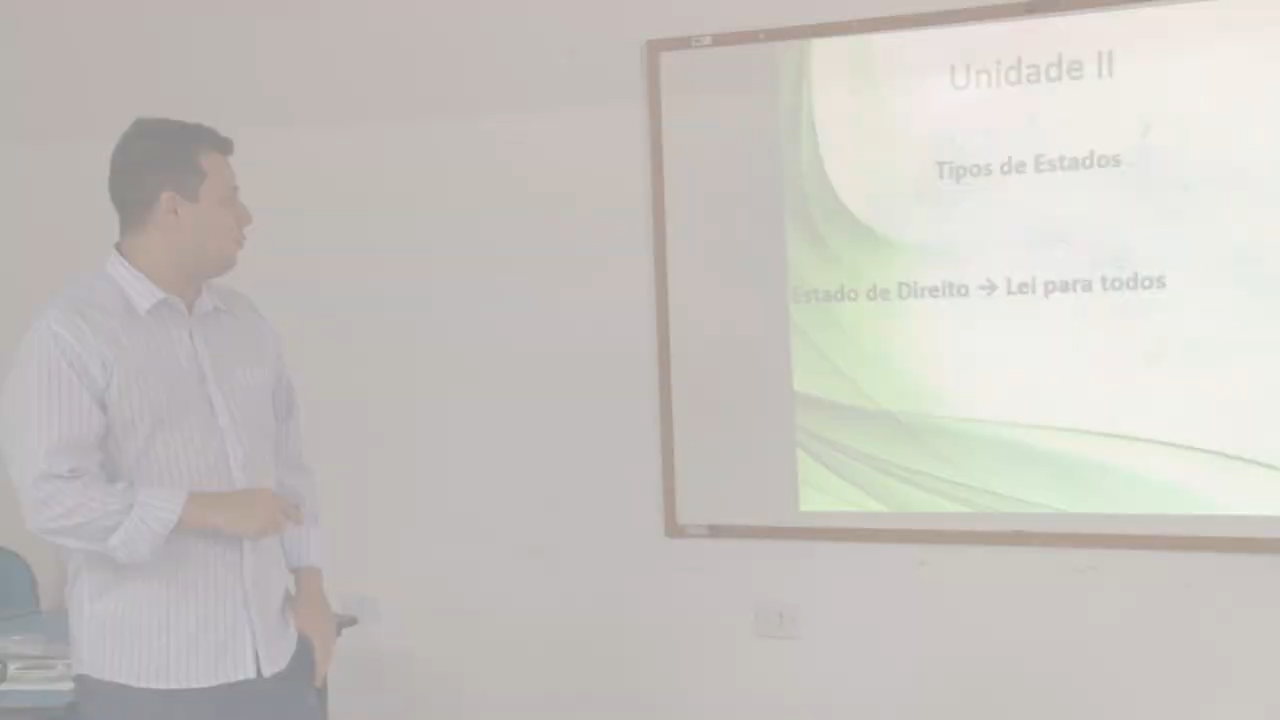 Unidade II
Tipos de Estados
Estado de Direito → Lei para todos